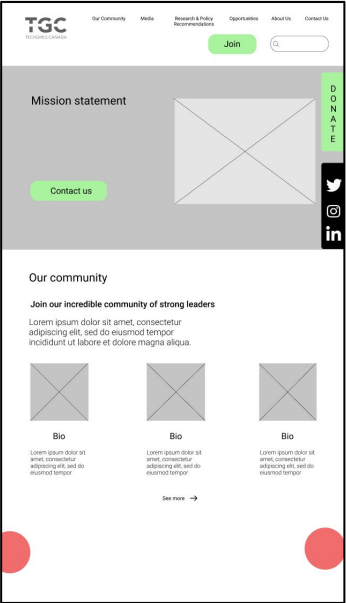 TGC
TECHGIRLS CANADA
Our Community
Media
Research & Policy
Recommendations
Opportunities
About Us
Contact Us
Join
DONATE
Mission statement
Contact us
in
Our community
Join our incredible community of strong leaders
Lorem ipsum dolor sit amet, consectetur
adipiscing elit, sed do eiusmod tempor
incididunt ut labore et dolore magna aliqua.
Bio
Lorem ipsum dolor sit
amet, consectetur
adipiscing elit, sed do
eiusmod tempor
Bio
Lorem ipsum dolor sit
amet, consectetur
adipiscing elit, sed do
eiusmod tempor
Bio
Lorem ipsum dolor sit
amet, consectetur
adipiscing elit, sed do
eiusmod tempor
See more